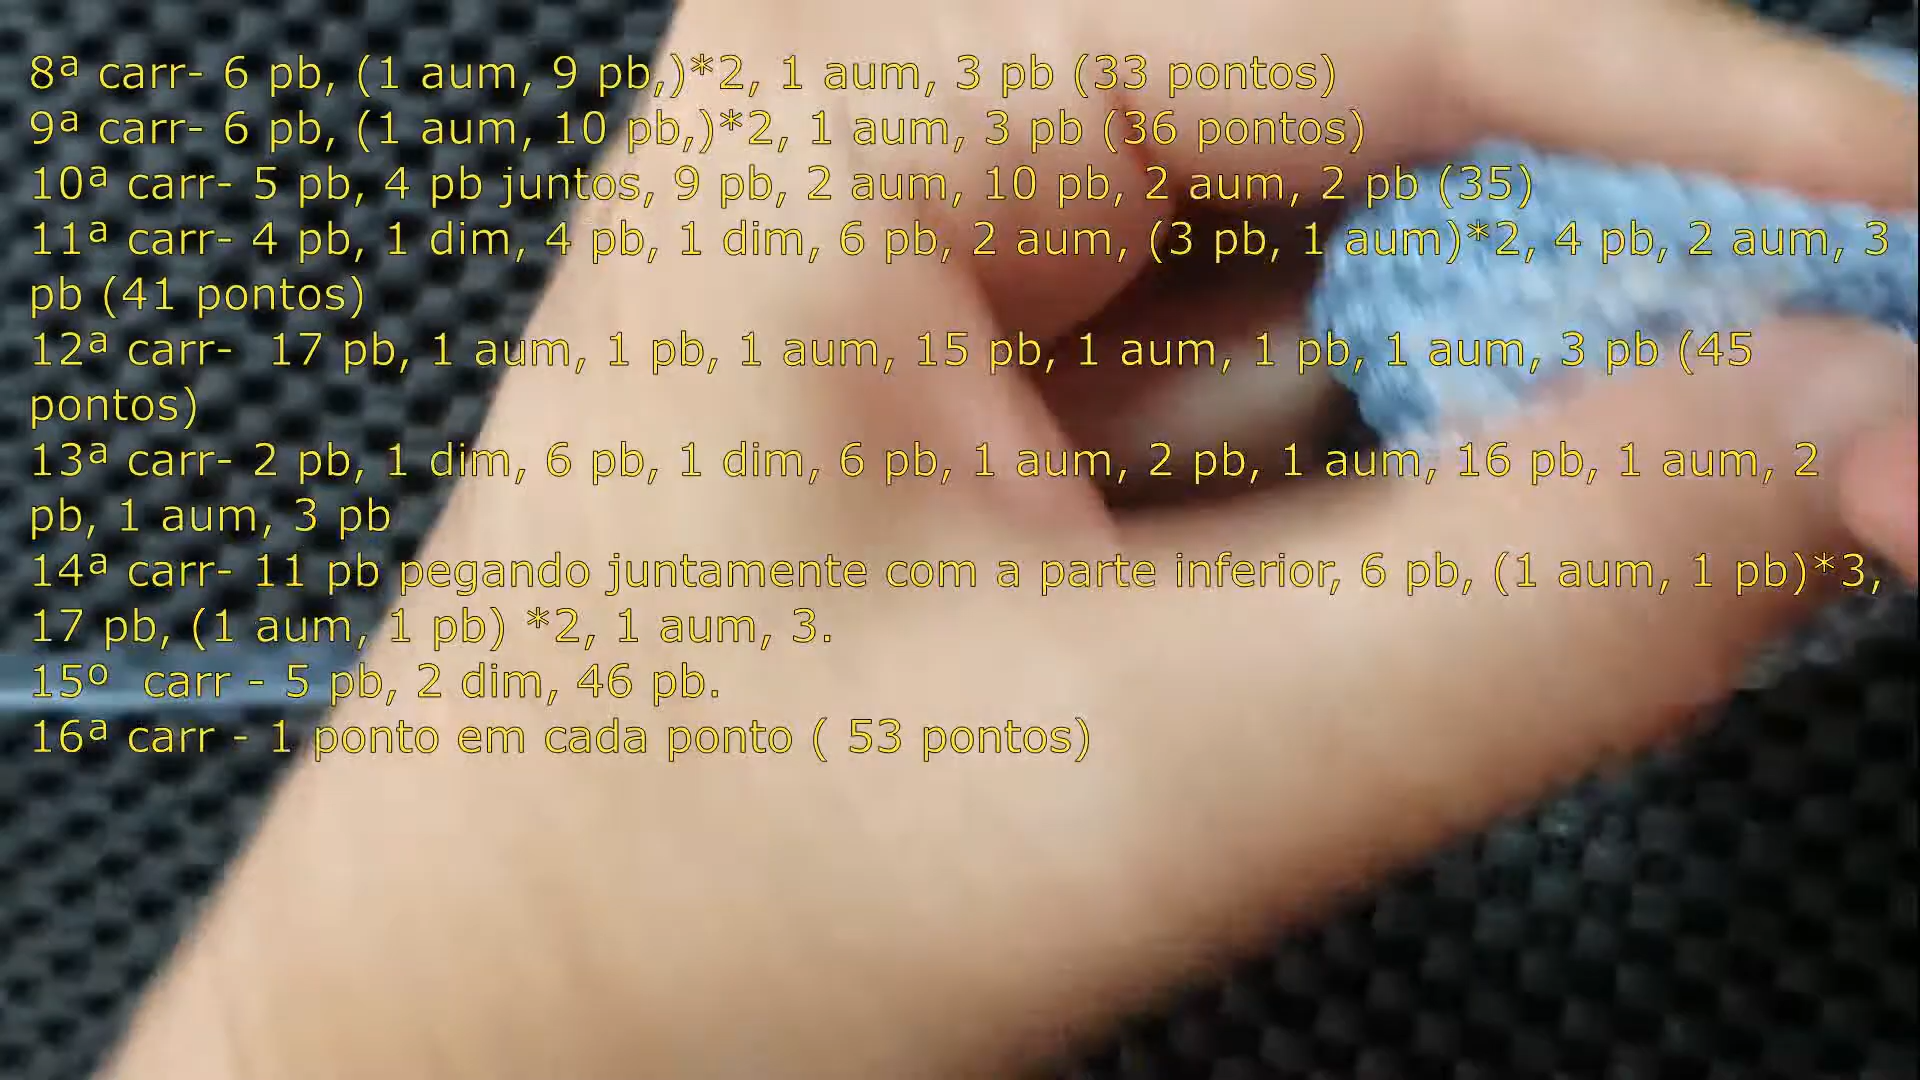 8ª carr- 6 pb, (1 aum, 9 pb,)*2, 1 aum, 3 pb (33 pontos)
9ª carr- 6 pb, (1 aum, 10 pb,)*2, 1 aum, 3 pb (36 pontos)
10ª carr- 5 pb, 4 pb juntos, 9 pb, 2 aum, 10 pb, 2 aum, 2 pb (35)
11ª carr- 4 pb, 1 dim, 4 pb, 1 dim, 6 pb, 2 aum, (3 pb, 1 aum)*2, 4 pb, 2 aum, 3
pb (41 pontos)
12ª carr-  17 pb, 1 aum, 1 pb, 1 aum, 15 pb, 1 aum, 1 pb, 1 aum, 3 pb (45
pontos)
13ª carr- 2 pb, 1 dim, 6 pb, 1 dim, 6 pb, 1 aum, 2 pb, 1 aum, 16 pb, 1 aum, 2
pb, 1 aum, 3 pb
14ª carr- 11 pb pegando juntamente com a parte inferior, 6 pb, (1 aum, 1 pb)*3,
17 pb, (1 aum, 1 pb) *2, 1 aum, 3.
15º  carr - 5 pb, 2 dim, 46 pb.
16ª carr - 1 ponto em cada ponto ( 53 pontos)